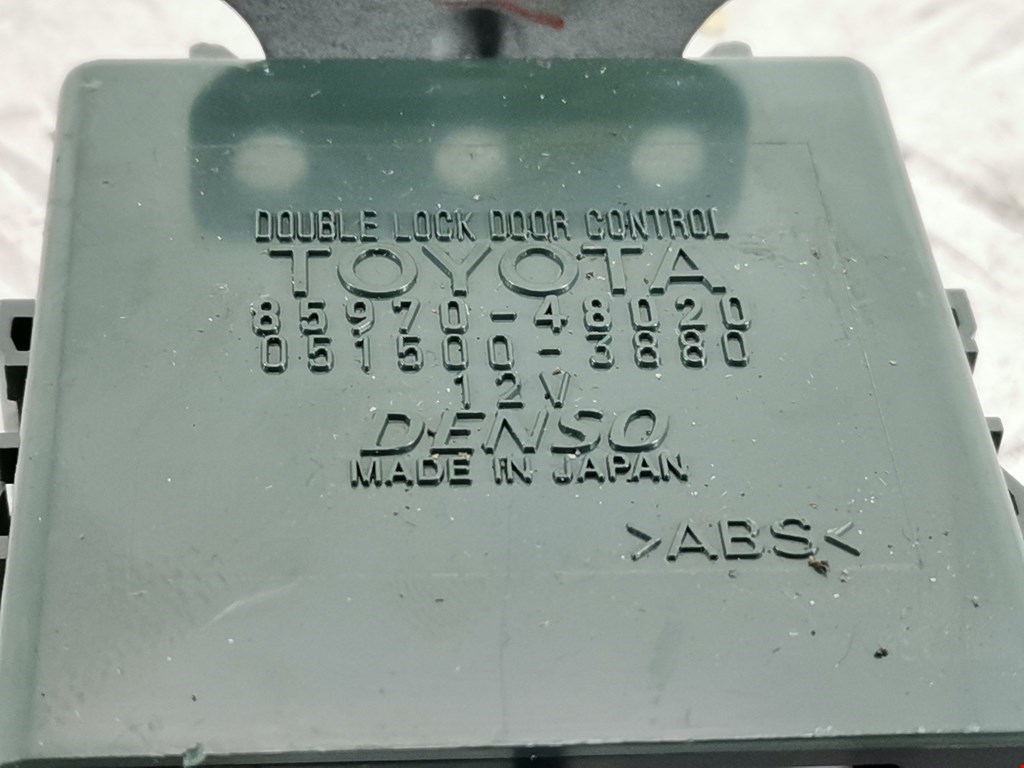 DOUBLE LOCK DOOR CONTROL
TOYOTA
85970-48020
051500-3880
12V
DENSO
MADE IN JAPAN
>ABS<